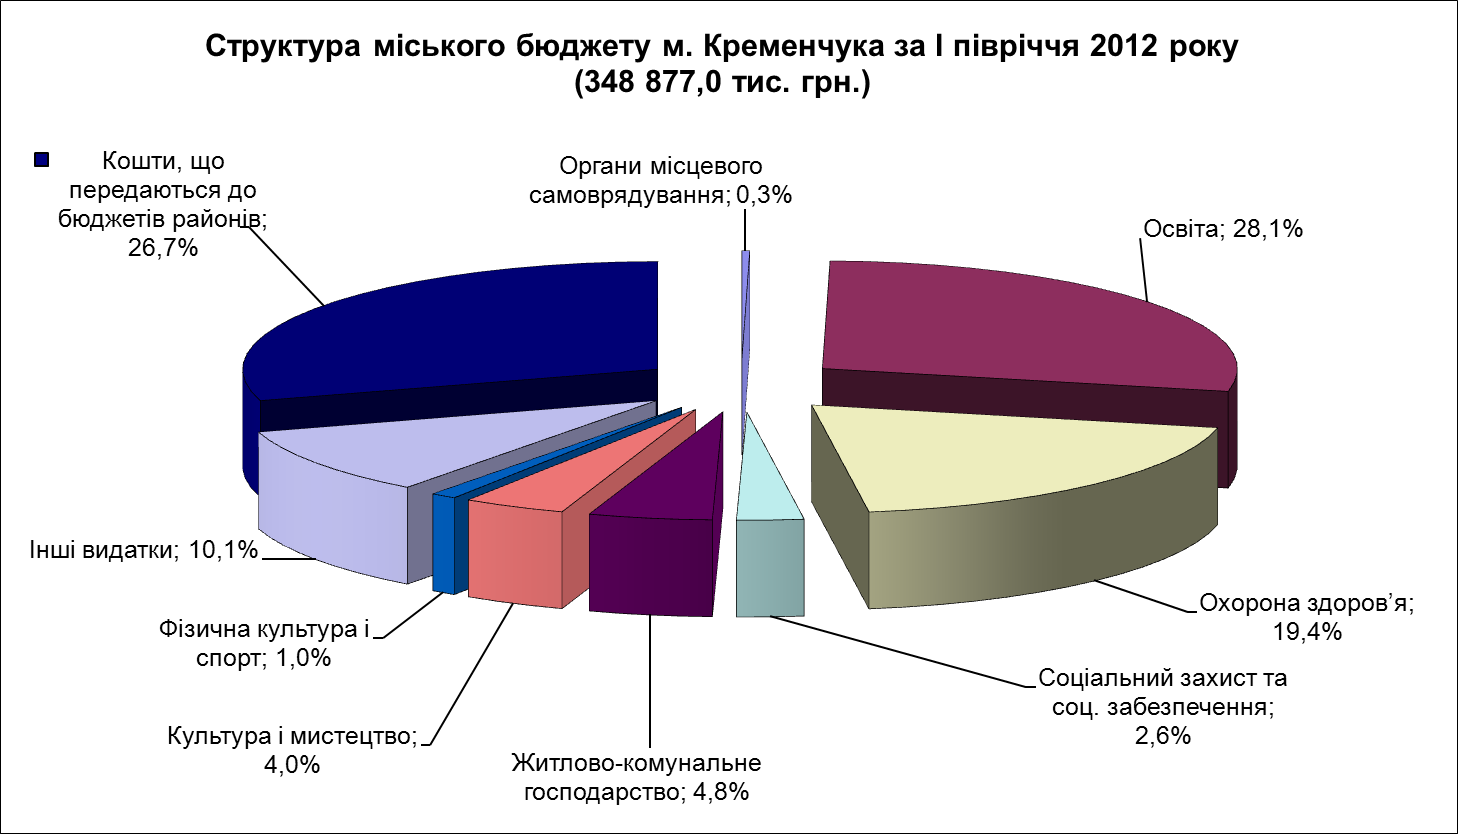 Структура міського бюджету м. Кременчука за І півріччя 2012 року
(348 877,0 тис. грн.)
Кошти, що
передаються до
бюджетів районів;
26,7%
Органи місцевого
самоврядування; 0,3%
Освіта; 28,1%
Інші видатки; 10,1%
Охорона здоров’я;
19,4%
Фізична культура і
спорт; 1,0%
Соціальний захист та
соц. забезпечення;
2,6%
Культура і мистецтво;
4,0%
Житлово-комунальне
господарство; 4,8%